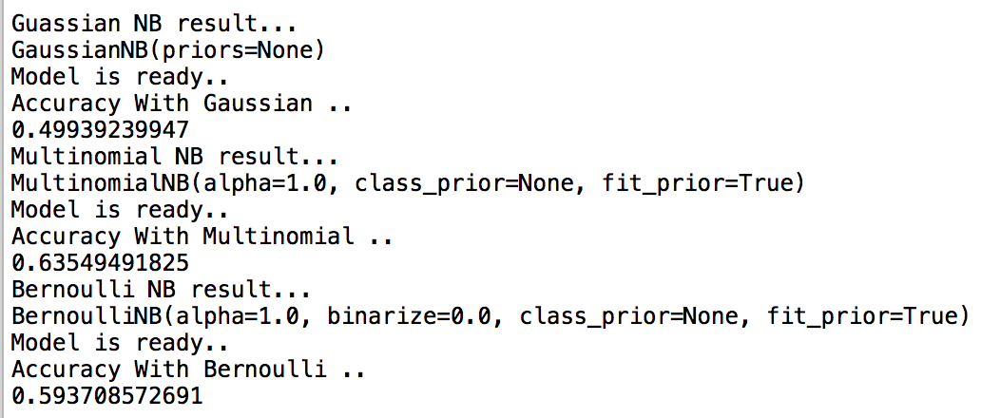 Guassian NB result...
GaussianNB(priors=None)
Model is ready..
Accuracy With Gaussian ..
0.49939239947
Multinomial NB result...
MultinomialNB(alpha=1.0, class_prior=None, fit_prior=True)
Model is ready..
Accuracy With Multinomial ..
0.63549491825
Bernoulli NB result...
BernoulliNB(alpha=1.0, binarize=0.0, class_prior=None, fit_prior=True)
Model is ready..
Accuracy With Bernoulli ..
0.593708572691